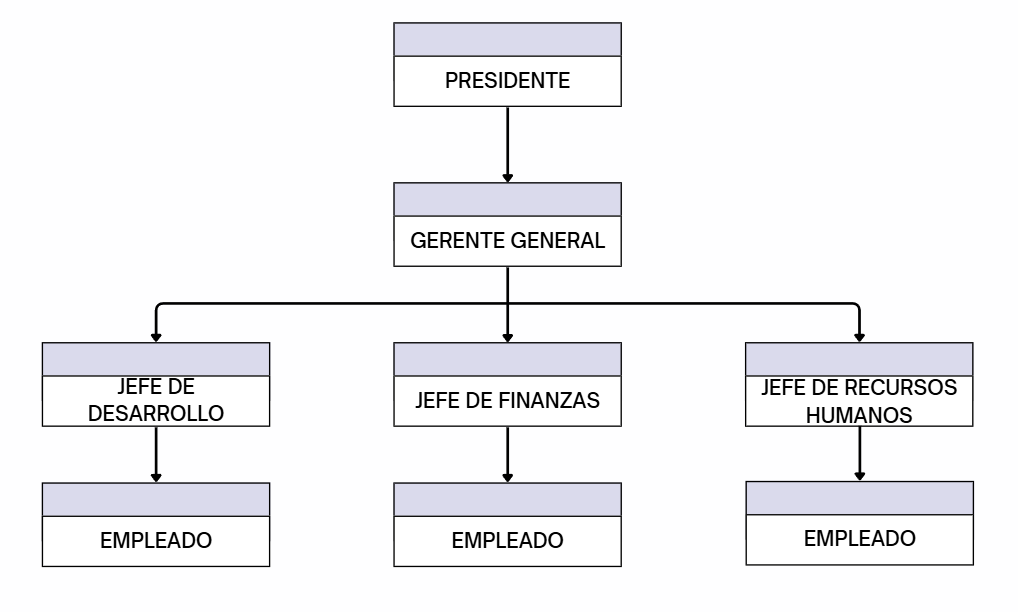 PRESIDENTE
GERENTE GENERAL
JEFE DE
DESARROLLO
JEFE DE FINANZAS
JEFE DE RECURSOS
HUMANOS
EMPLEADO
EMPLEADO
EMPLEADO